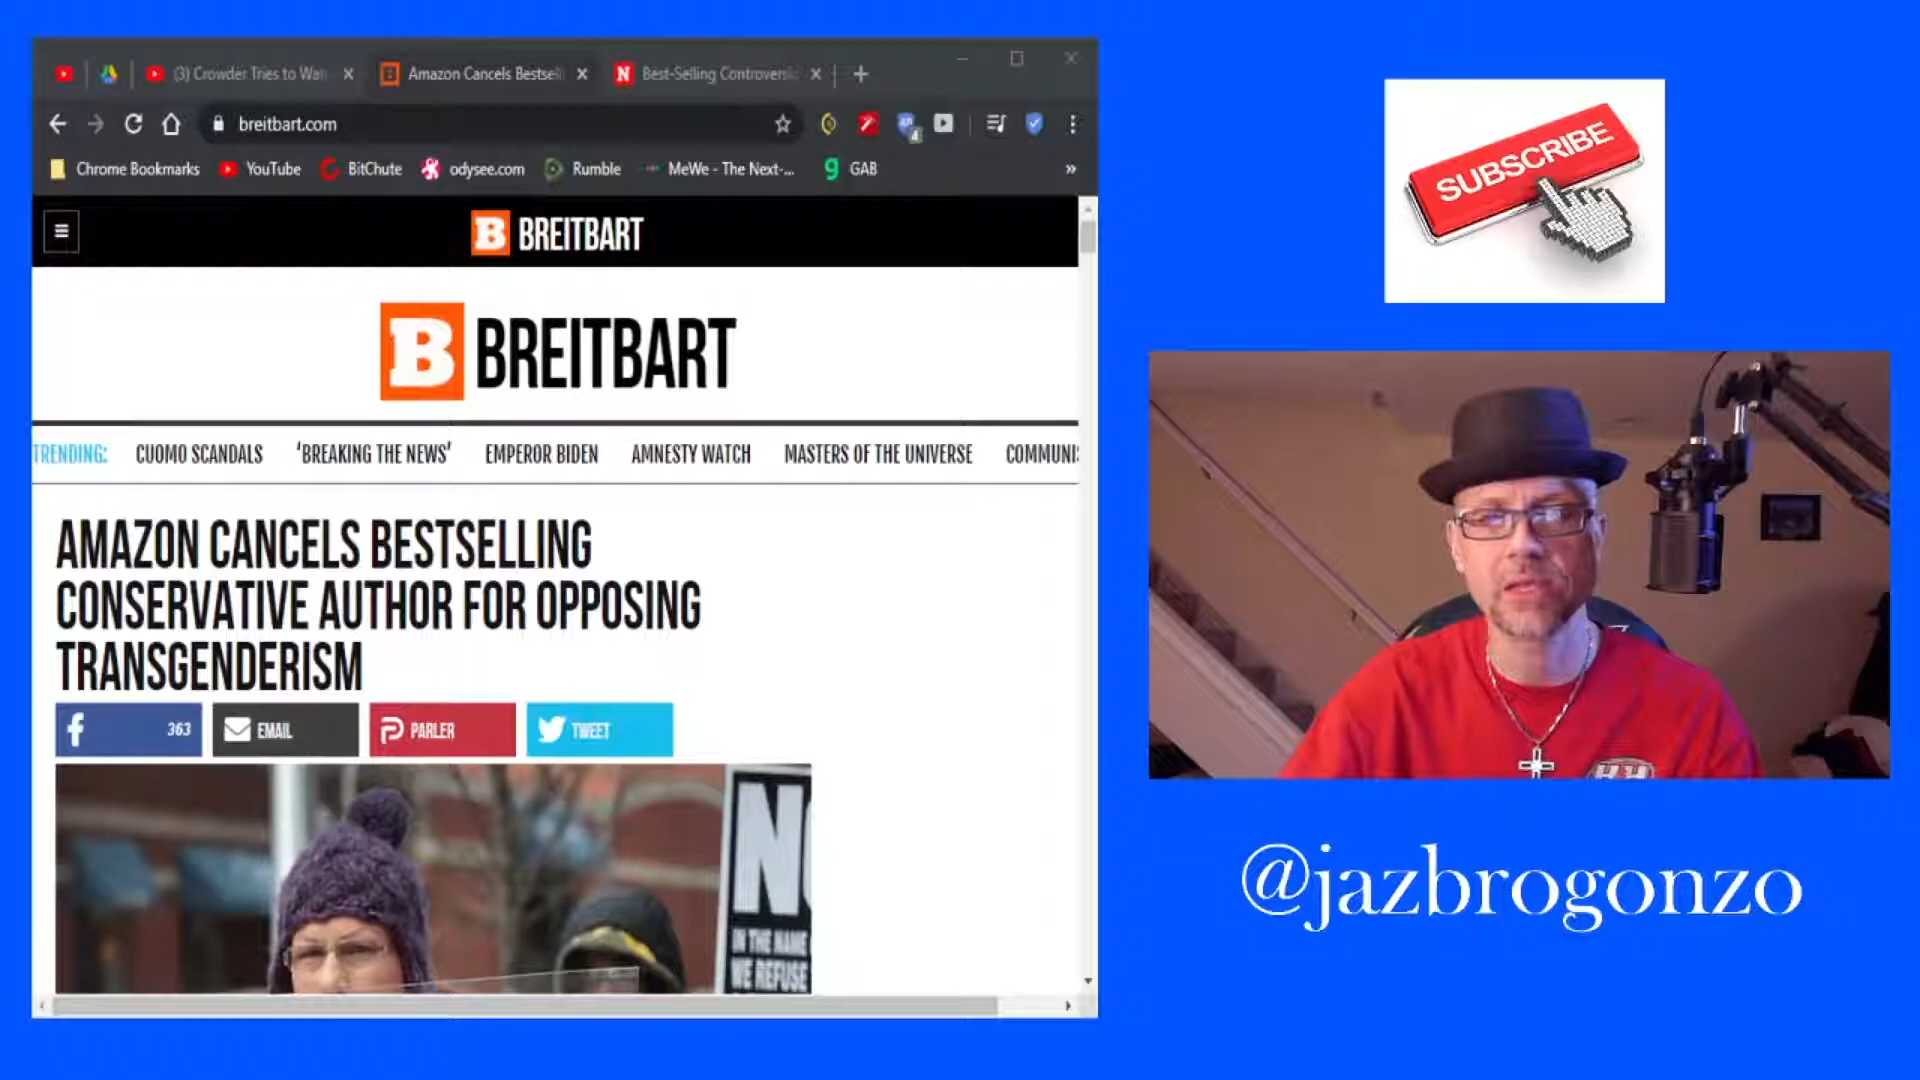 (3) Crowder Tries to Wat
Amazon Cancels Bestsell
N Best-Selling Controversi
breitbart.com
4
Chrome Bookmarks
YouTube
BitChute
odysee.com
Rumble
MeWe - The Next-...
g GAB
»
B BREITBART
B BREITBART
TRENDING: CUOMO SCANDALS 'BREAKING THE NEWS' EMPEROR BIDEN AMNESTY WATCH MASTERS OF THE UNIVERSE COMMUNI
AMAZON CANCELS BESTSELLING
CONSERVATIVE AUTHOR FOR OPPOSING
TRANSGENDERISM
f 363
EMAIL
PARLER
TWEET
IN THE NAME
WE REFUSE
SUBSCRIBE
@jazbrogonzo